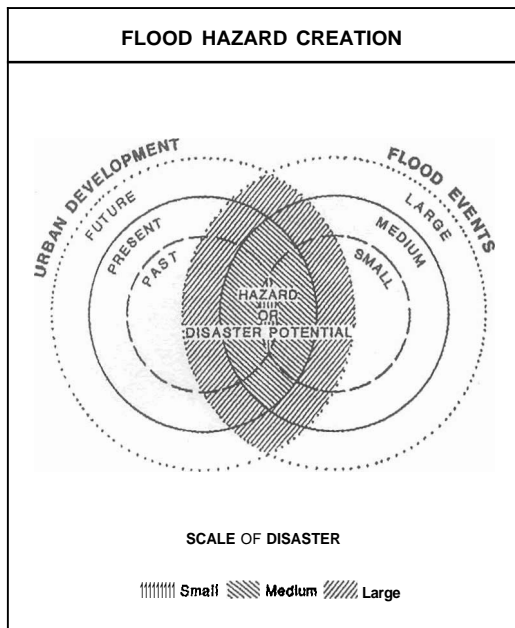 FLOOD HAZARD CREATION
URBAN DEVELOPMENT
FUTURE
PRESENT
PAST
FLOOD EVENTS
LARGE
MEDIUM
SMALL
HAZARD
OR
DISASTER POTENTIAL
SCALE OF DISASTER
Small Medium Large